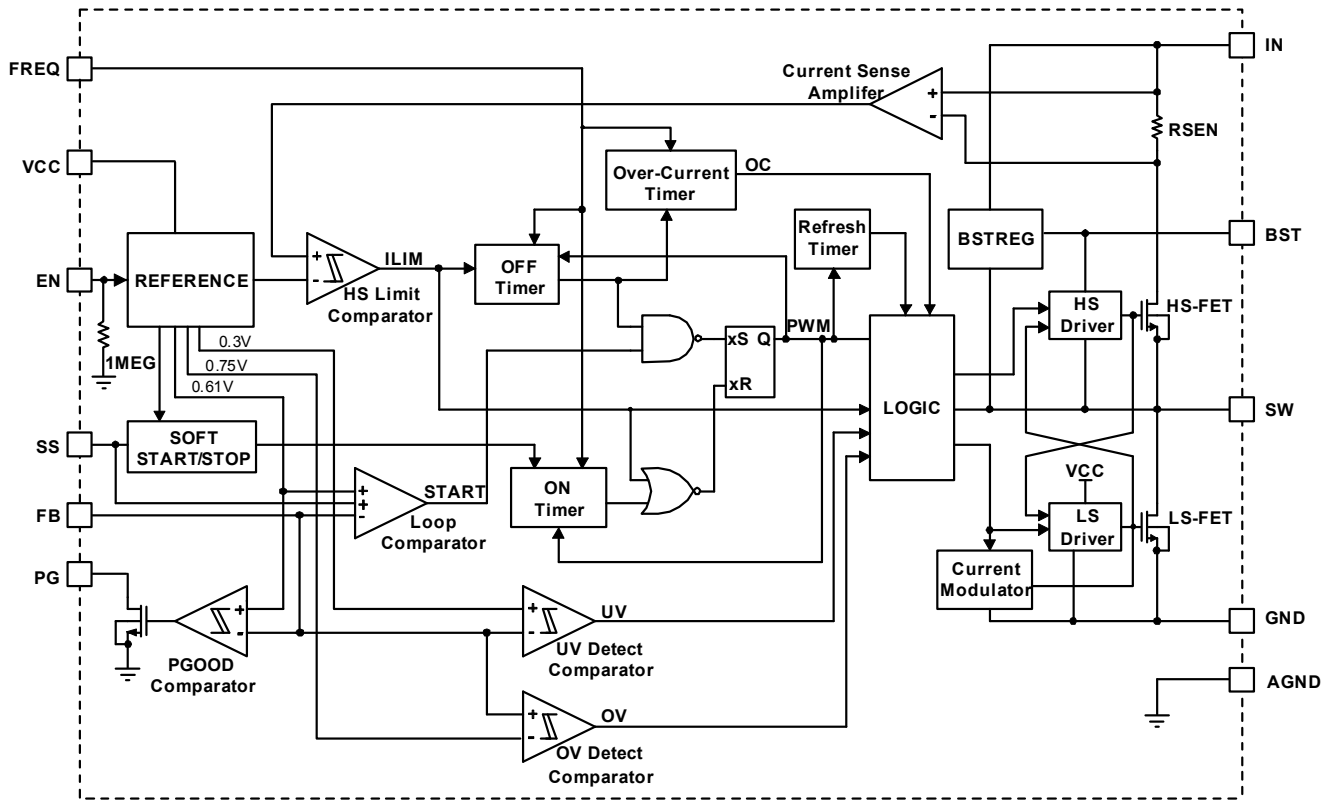 IN
FREQ
Current Sense
Amplifer
+
-
RSEN
VCC
Over-Current
Timer
OC
Refresh
Timer
BSTREG
BST
EN
REFERENCE
+
-
ILIM
HS Limit
Comparator
OFF
Timer
HS
Driver
HS-FET
1MEG
0.3V
0.75V
0.61V
xS Q
xR
PWM
LOGIC
SW
SS
SOFT
START/STOP
FB
+
+
-
START
Loop
Comparator
ON
Timer
VCC
LS
Driver
LS-FET
PG
Current
Modulator
+
-
PGOOD
Comparator
+
-
UV
UV Detect
Comparator
GND
+
-
OV
OV Detect
Comparator
AGND